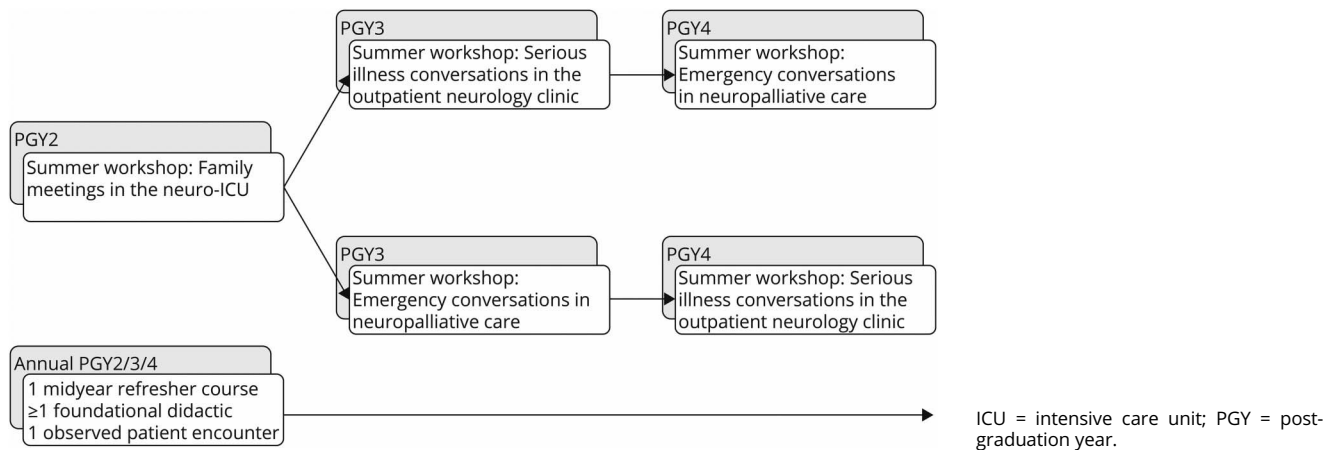 PGY3
Summer workshop: Serious
illness conversations in the
outpatient neurology clinic
PGY4
Summer workshop:
Emergency conversations
in neuropalliative care
PGY2
Summer workshop: Family
meetings in the neuro-ICU
PGY3
Summer workshop:
Emergency conversations in
neuropalliative care
PGY4
Summer workshop: Serious
illness conversations in the
outpatient neurology clinic
Annual PGY2/3/4
1 midyear refresher course
≥1 foundational didactic
1 observed patient encounter
ICU = intensive care unit; PGY = post-
graduation year.